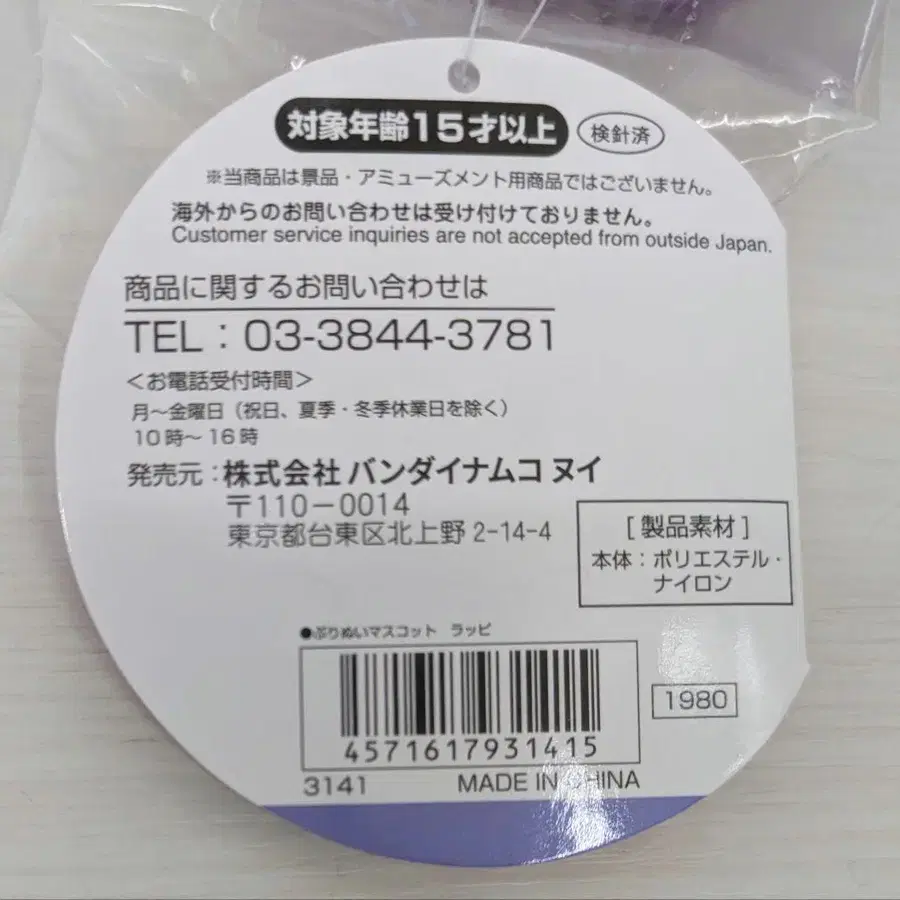 対象年齢15才以上 検針済
※当商品は景品・アミューズメント用商品ではございません。
海外からのお問い合わせは受け付けておりません。
Customer service inquiries are not accepted from outside Japan.
商品に関するお問い合わせは
TEL：03-3844-3781
＜お電話受付時間＞
月～金曜日（祝日、夏季・冬季休業日を除く）
10時～16時
発売元：株式会社 バンダイナムコ ヌイ
〒110－0014
東京都台東区北上野 2-14-4
[ 製品素材 ]
本体：ポリエステル・
ナイロン
●ぷりぬいマスコット ラッピ
4571617931415
1980
3141 MADE IN CHINA